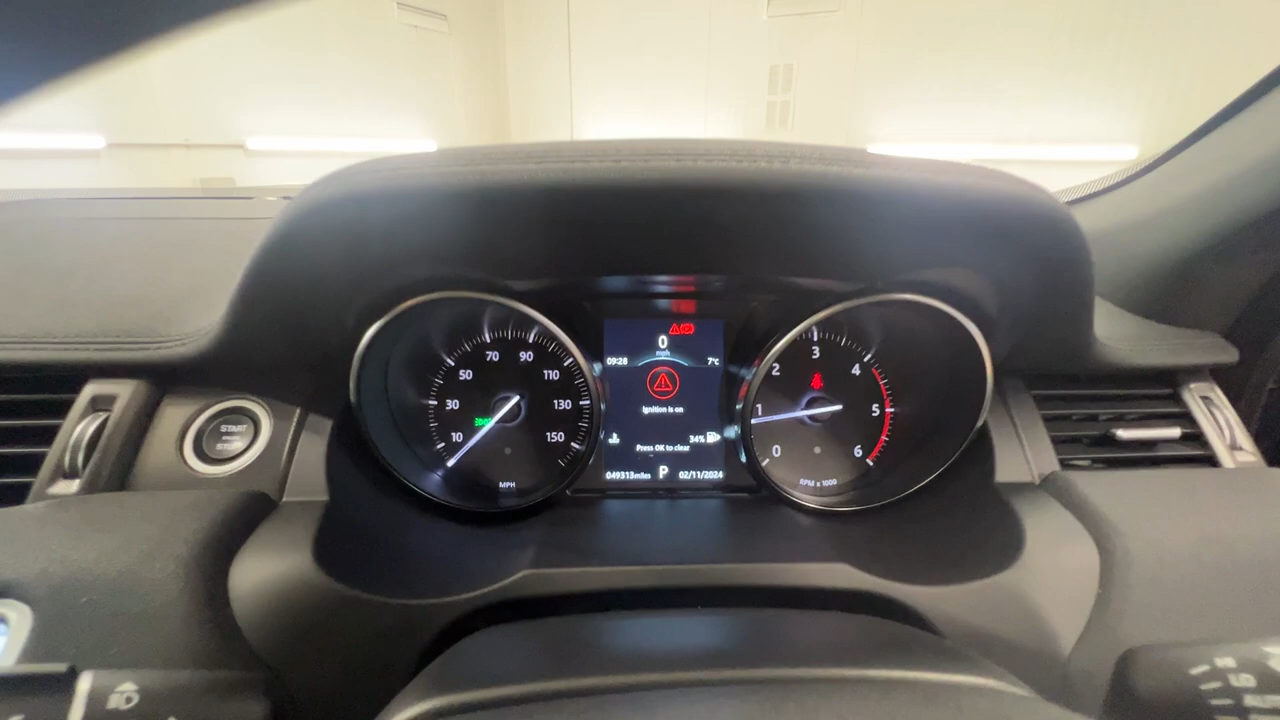 0
mph
09:28
7°c
Ignition is on
34%
Press OK to clear
049313miles
P
02/11/2024
10
30
50
70
90
110
130
150
MPH
0
1
2
3
4
5
6
RPM x 1000
START
STOP